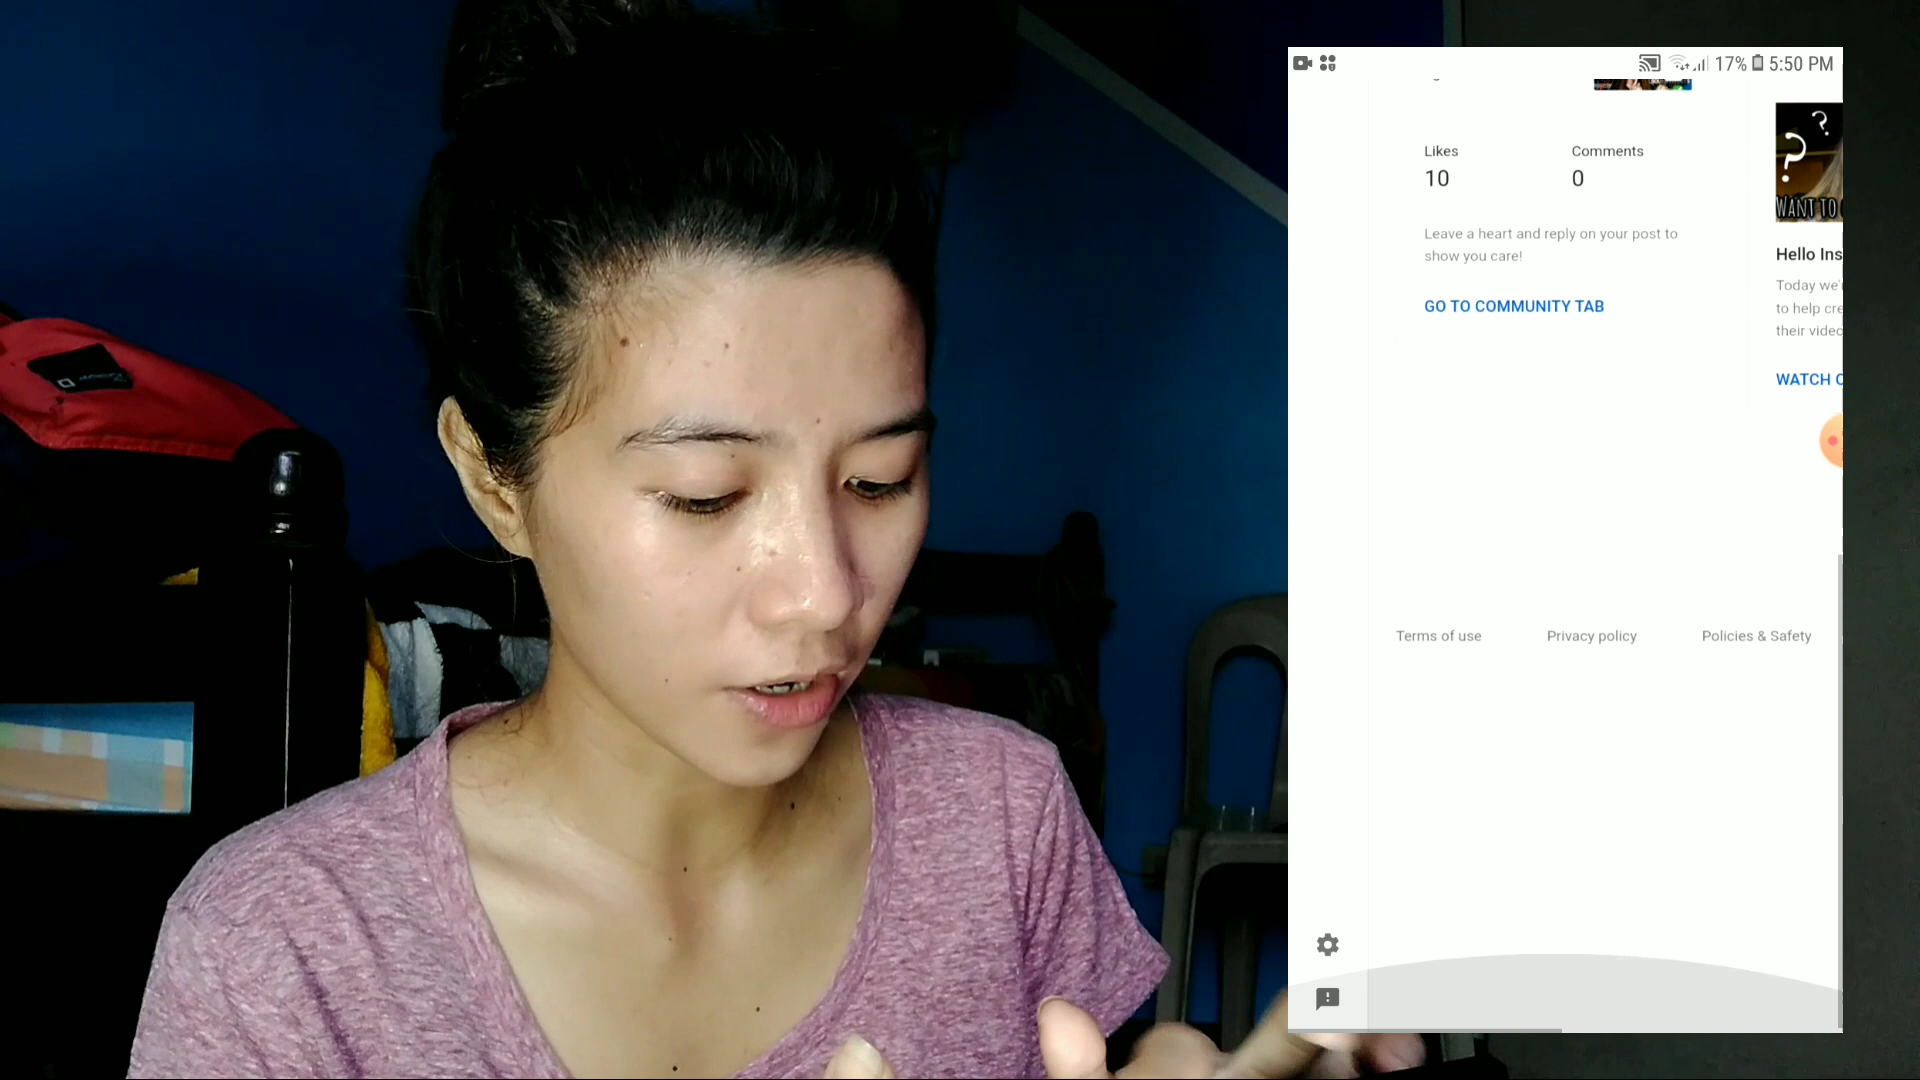 17% 5:50 PM
Likes
Comments
10
0
Leave a heart and reply on your post to
show you care!
GO TO COMMUNITY TAB
WANT TO
Hello Ins
Today we'
to help cre
their video
WATCH
Terms of use
Privacy policy
Policies & Safety